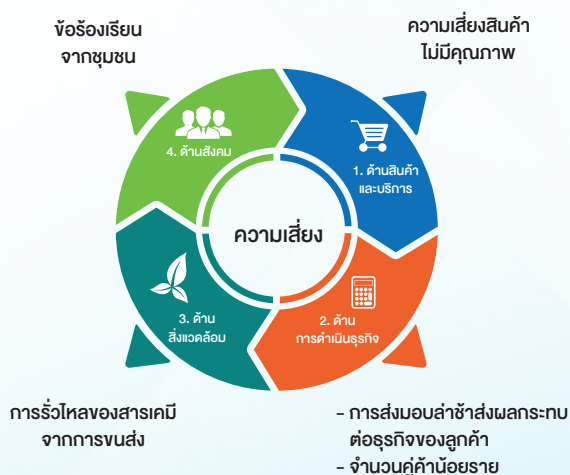 ข้อร้องเรียน
จากชุมชน
ความเสี่ยงสินค้า
ไม่มีคุณภาพ
4. ด้านสังคม
1. ด้านสินค้า
และบริการ
ความเสี่ยง
3. ด้าน
สิ่งแวดล้อม
2. ด้าน
การดำเนินธุรกิจ
การรั่วไหลของสารเคมี
จากการขนส่ง
- การส่งมอบล่าช้าส่งผลกระทบ
ต่อธุรกิจของลูกค้า
- จำนวนคู่ค้าน้อยราย